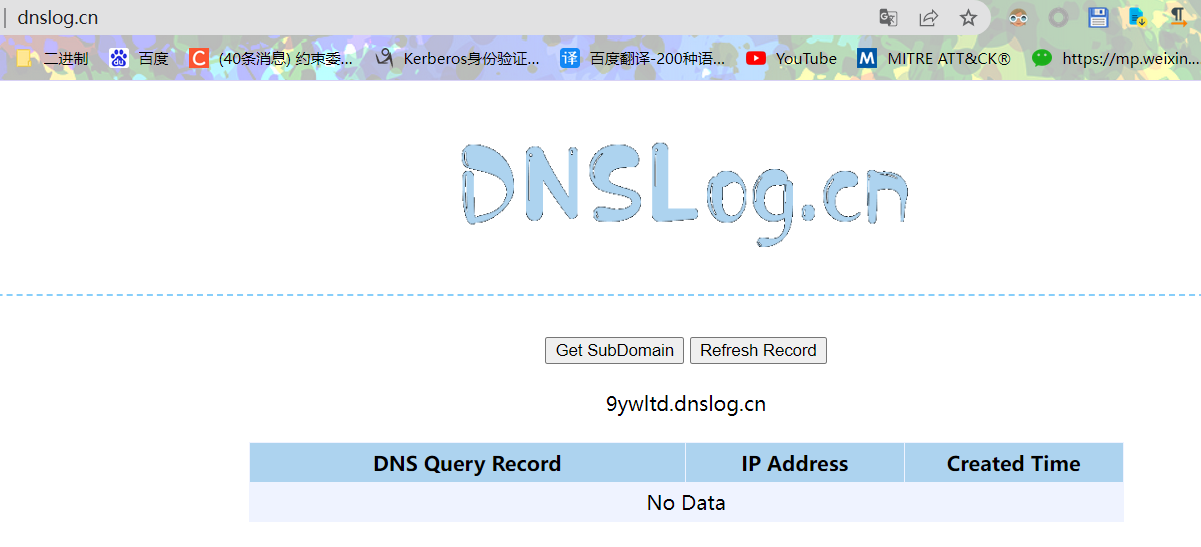 dnslog.cn
二进制 百度 (40条消息) 约束委... Kerberos身份验证... 百度翻译-200种语... YouTube MITRE ATT&CK® https://mp.weixin...
DNSLog.cn
Get SubDomain Refresh Record
9ywltd.dnslog.cn
DNS Query Record IP Address Created Time
No Data